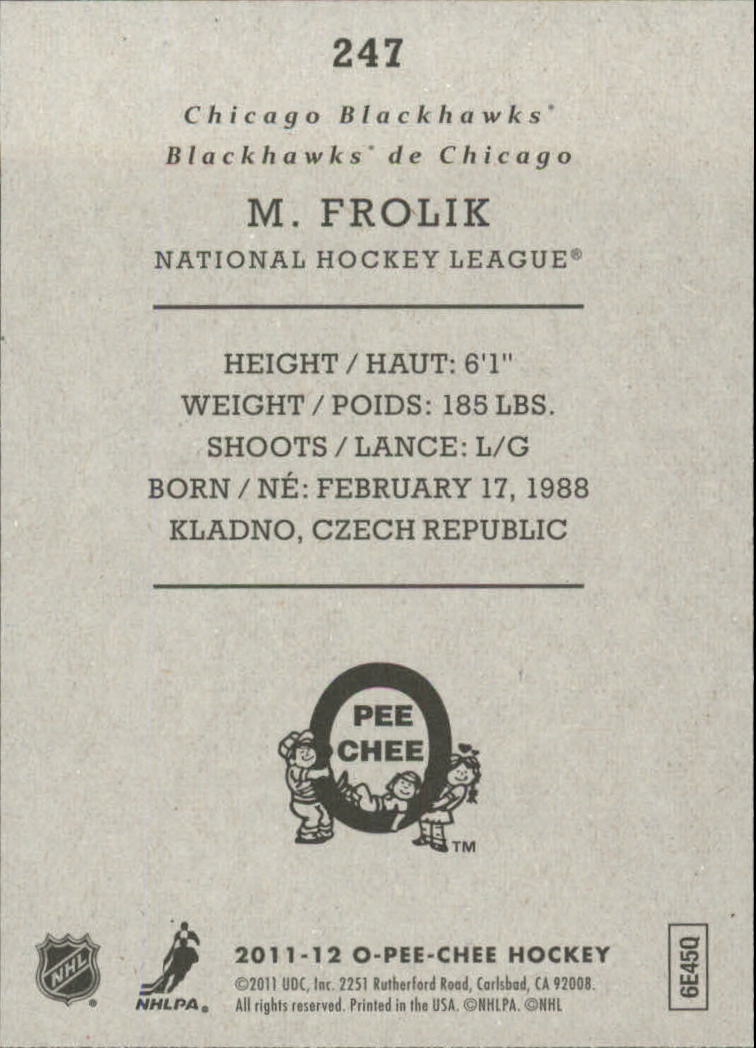 247
Chicago Blackhawks®
Blackhawks® de Chicago
M. FROLIK
NATIONAL HOCKEY LEAGUE®
HEIGHT / HAUT: 6'1"
WEIGHT / POIDS: 185 LBS.
SHOOTS / LANCE: L/G
BORN / NÉ: FEBRUARY 17, 1988
KLADNO, CZECH REPUBLIC
PEE
CHEE
TM
NHL
®
NHLPA®
2011-12 O-PEE-CHEE HOCKEY
©2011 UDC, Inc. 2251 Rutherford Road, Carlsbad, CA 92008.
All rights reserved. Printed in the USA. ©NHLPA. ©NHL
6E45Q